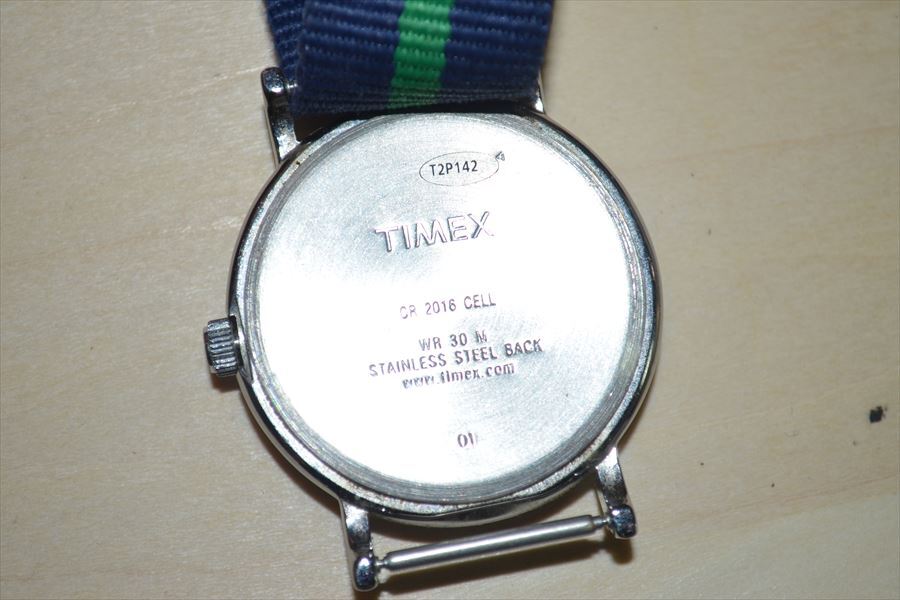 T2P142
TIMEX
CR 2016 CELL
WR 30 M
STAINLESS STEEL BACK
www.timex.com